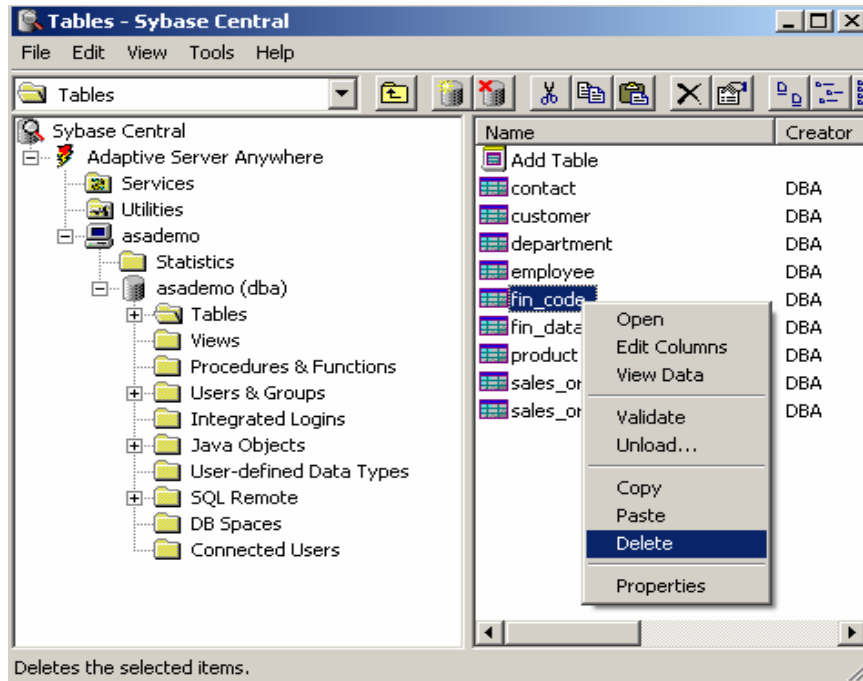 Tables - Sybase Central
File Edit View Tools Help
Tables
Sybase Central
Adaptive Server Anywhere
Services
Utilities
asademo
Statistics
asademo (dba)
Tables
Views
Procedures & Functions
Users & Groups
Integrated Logins
Java Objects
User-defined Data Types
SQL Remote
DB Spaces
Connected Users
Name Creator
Add Table
contact DBA
customer DBA
department DBA
employee DBA
fin_code DBA
fin_data DBA
product DBA
sales_or DBA
sales_or DBA
Open
Edit Columns
View Data
Validate
Unload...
Copy
Paste
Delete
Properties
Deletes the selected items.